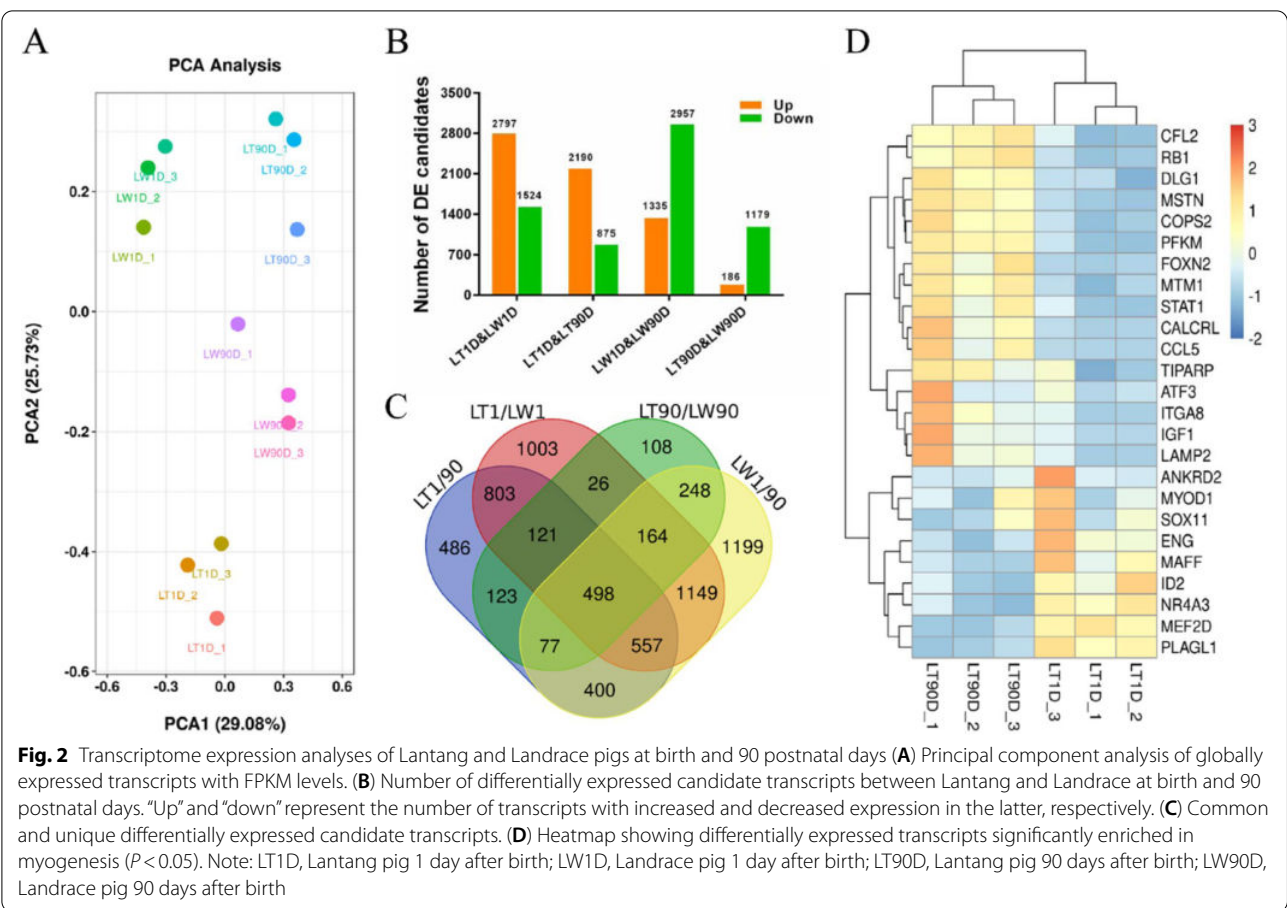 A
PCA Analysis
PCA2 (25.73%)
0.2
0.0
-0.2
-0.4
-0.6
-0.6 -0.3 0.0 0.3 0.6
PCA1 (29.08%)
LT90D_1
LT90D_2
LW1D_3
LW1D_2
LW1D_1
LT90D_3
LW90D_1
LW90D_2
LW90D_3
LT1D_3
LT1D_2
LT1D_1
B
Number of DE candidates
3500
2800
2100
1400
700
0
Up
Down
2797
1524
2190
875
1335
2957
186
1179
LT1D&LW1D
LT1D&LT90D
LW1D&LW90D
LT90D&LW90D
C
LT1/LW1
LT90/LW90
LT1/90
LW1/90
1003
108
803
26
248
486
121
164
1199
123
498
1149
77
557
400
D
CFL2
RB1
DLG1
MSTN
COPS2
PFKM
FOXN2
MTM1
STAT1
CALCRL
CCL5
TIPARP
ATF3
ITGA8
IGF1
LAMP2
ANKRD2
MYOD1
SOX11
ENG
MAFF
ID2
NR4A3
MEF2D
PLAGL1
3
2
1
0
-1
-2
LT90D_1
LT90D_2
LT90D_3
LT1D_3
LT1D_1
LT1D_2
Fig. 2 Transcriptome expression analyses of Lantang and Landrace pigs at birth and 90 postnatal days (A) Principal component analysis of globally
expressed transcripts with FPKM levels. (B) Number of differentially expressed candidate transcripts between Lantang and Landrace at birth and 90
postnatal days. "Up" and "down" represent the number of transcripts with increased and decreased expression in the latter, respectively. (C) Common
and unique differentially expressed candidate transcripts. (D) Heatmap showing differentially expressed transcripts significantly enriched in
myogenesis (P < 0.05). Note: LT1D, Lantang pig 1 day after birth; LW1D, Landrace pig 1 day after birth; LT90D, Lantang pig 90 days after birth; LW90D,
Landrace pig 90 days after birth